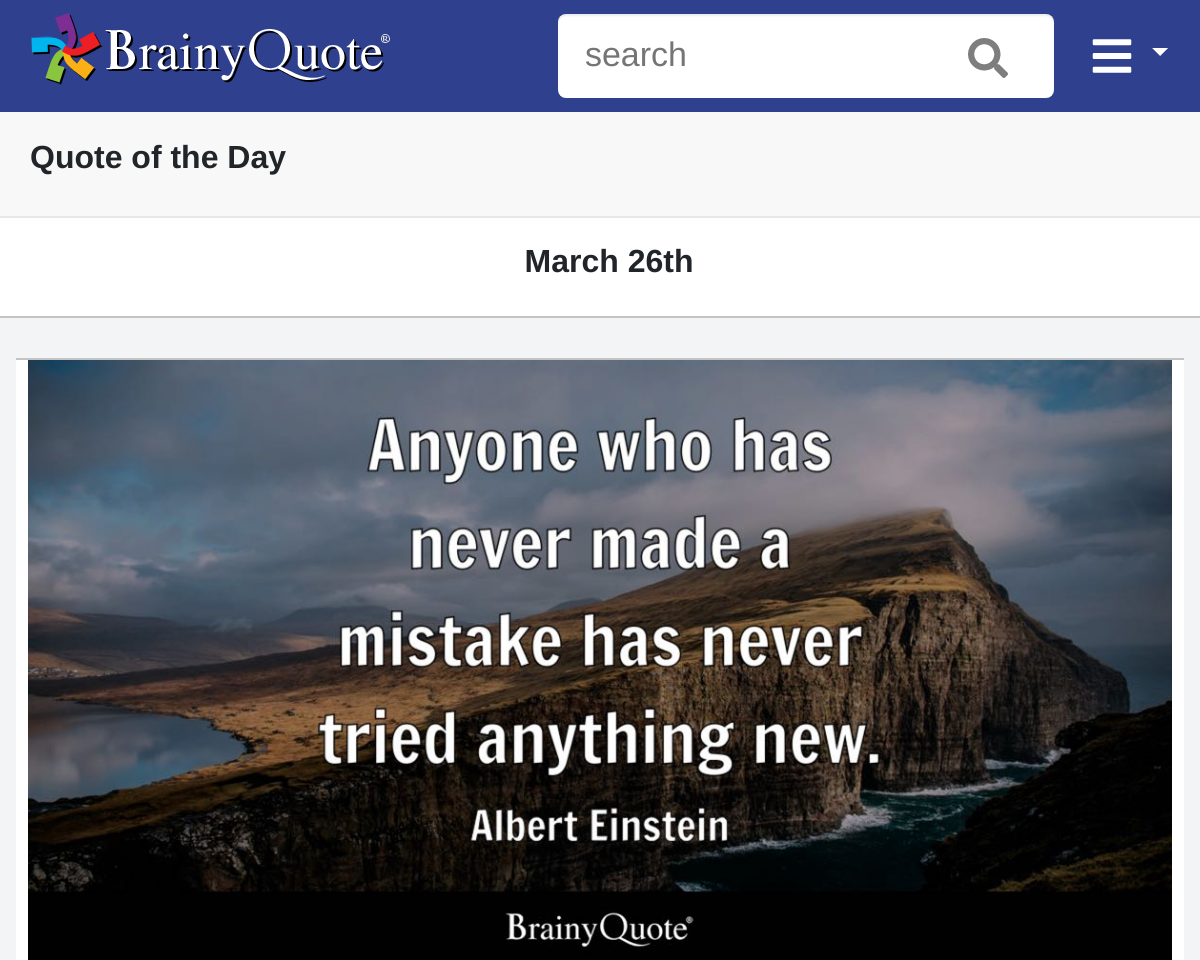 BrainyQuote®
search
Quote of the Day
March 26th
Anyone who has
never made a
mistake has never
tried anything new.
Albert Einstein
BrainyQuote®